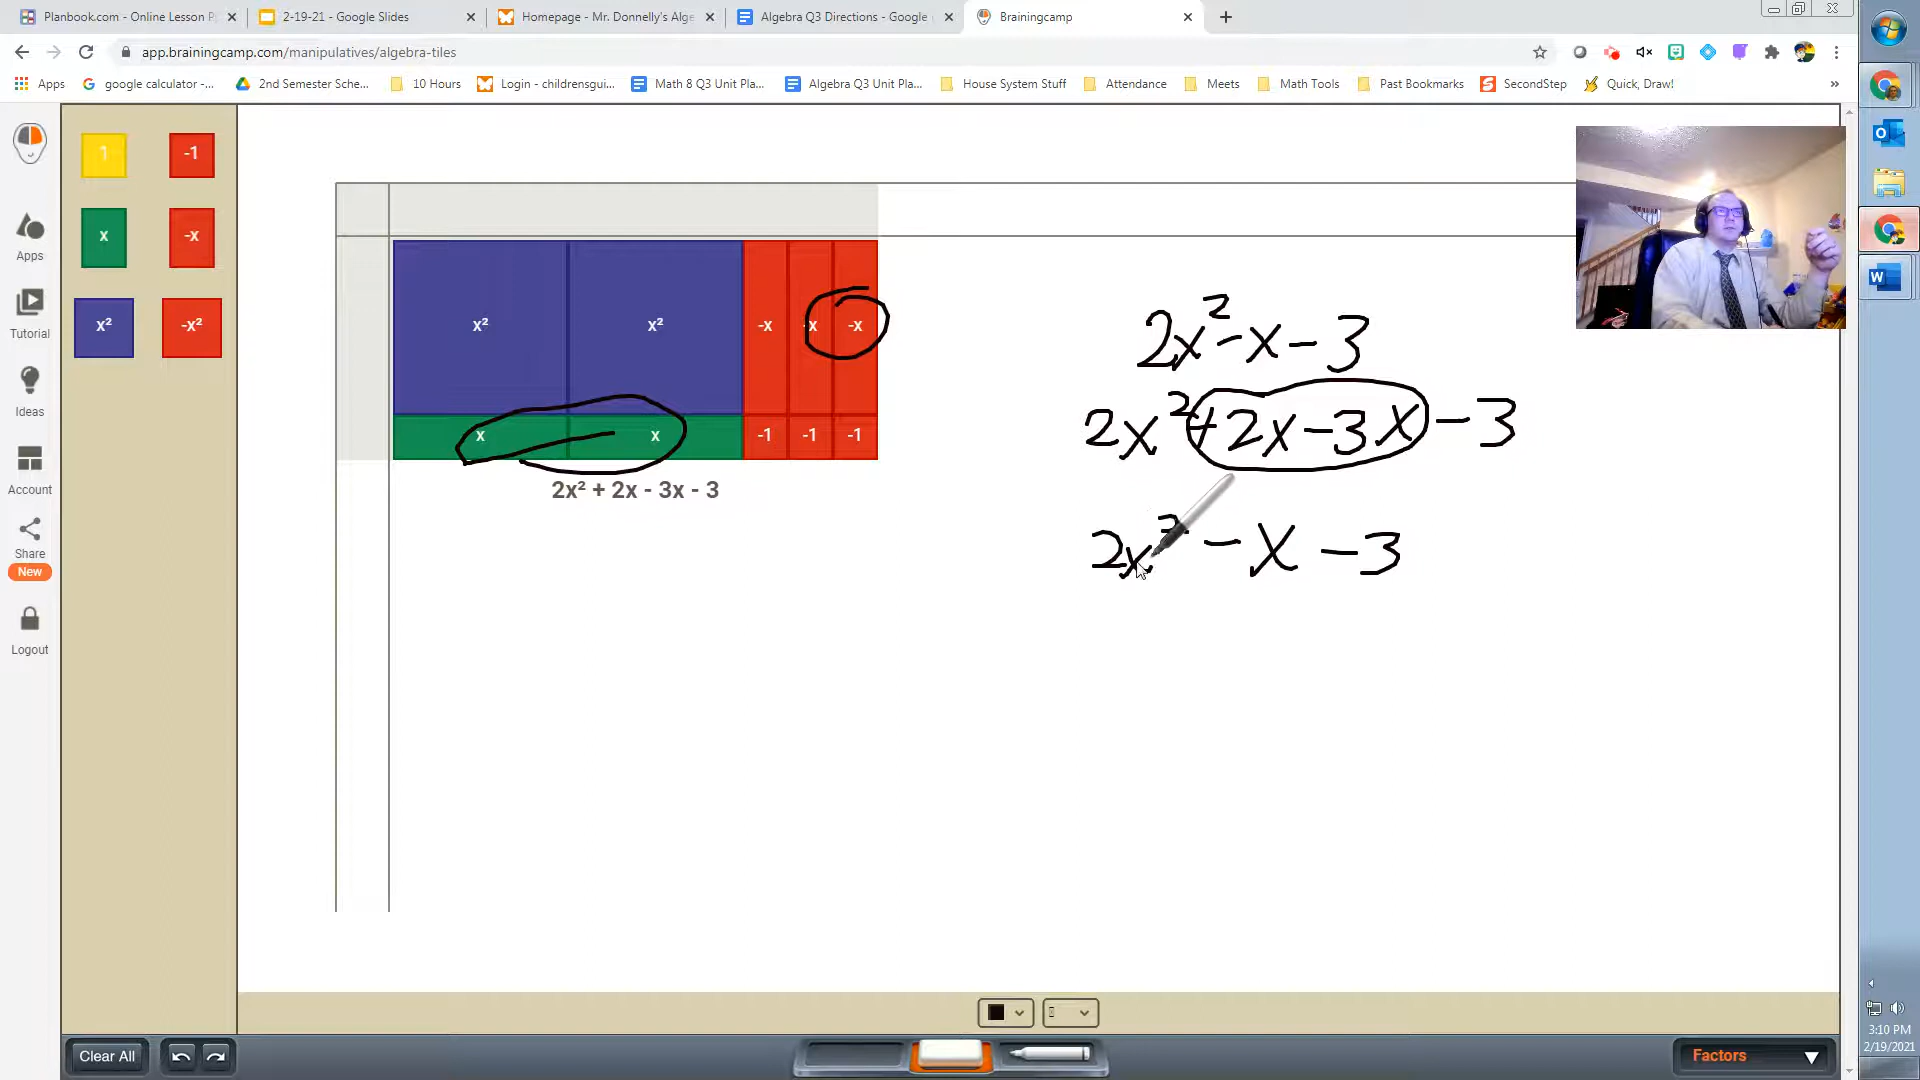 Planbook.com - Online Lesson P
2-19-21 - Google Slides
Homepage - Mr. Donnelly's Alge
Algebra Q3 Directions - Google
Brainingcamp
app.brainingcamp.com/manipulatives/algebra-tiles
Apps
google calculator -...
2nd Semester Sche...
10 Hours
Login - childrensgui...
Math 8 Q3 Unit Pla...
Algebra Q3 Unit Pla...
House System Stuff
Attendance
Meets
Math Tools
Past Bookmarks
SecondStep
Quick, Draw!
»
1 -1
x -x
x² -x²
Apps
Tutorial
Ideas
Account
Share
New
Logout
x² x² -x -x -x
x x -1 -1 -1
2x² + 2x - 3x - 3
2x² - x - 3
2x² + 2x - 3x - 3
2x² - x - 3
Clear All
Factors
3:10 PM
2/19/2021